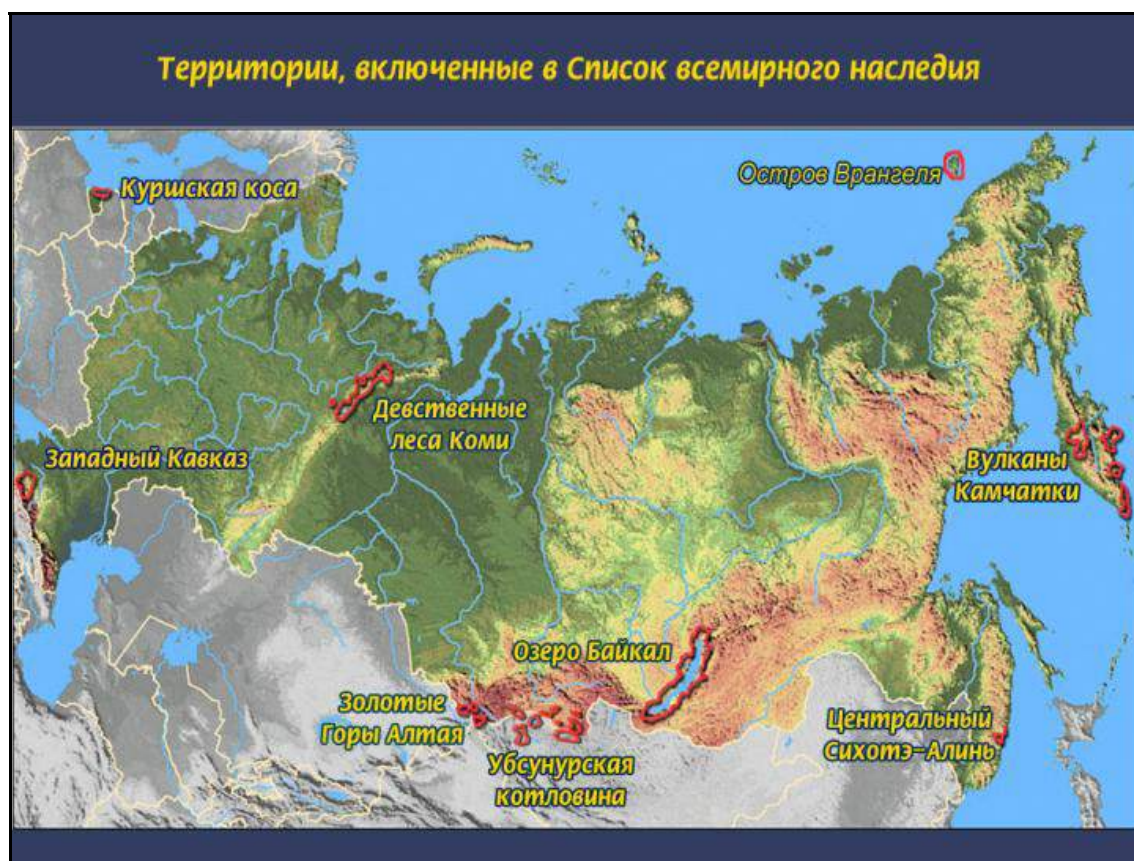 Территории, включенные в Список всемирного наследия
Остров Врангеля
Куршская коса
Девственные
леса Коми
Западный Кавказ
Вулканы
Камчатки
Озеро Байкал
Золотые
Горы Алтая
Убсунурская
котловина
Центральный
Сихотэ-Алинь